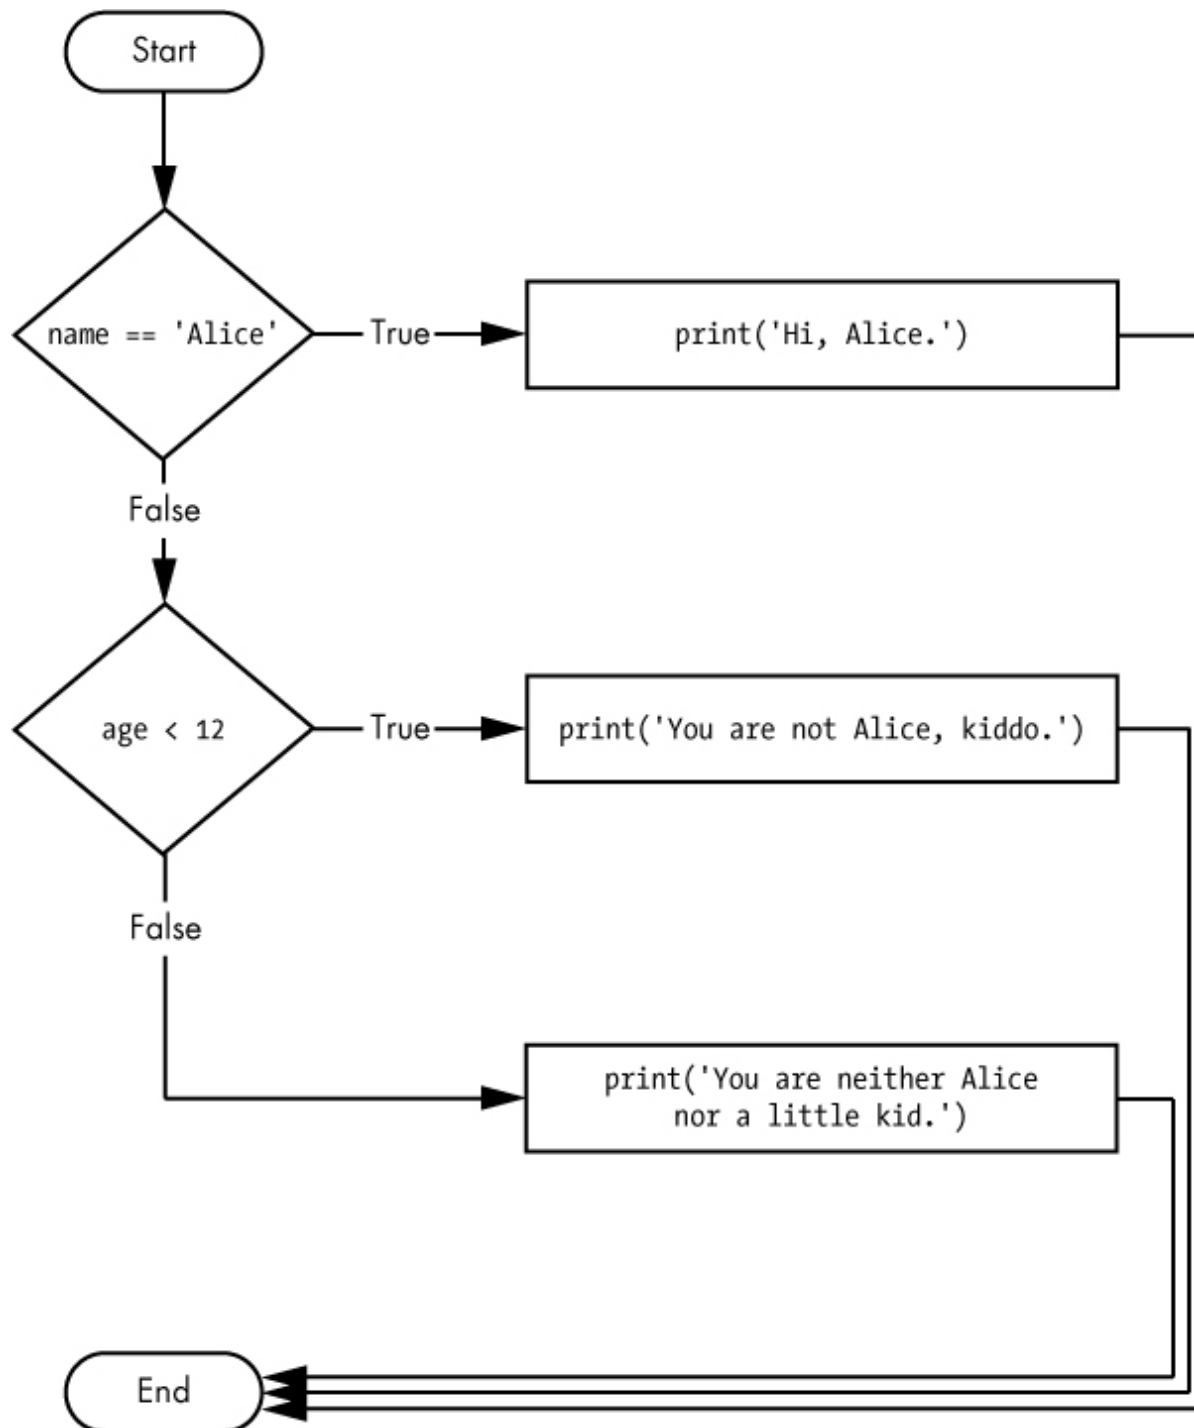 Start
name == 'Alice'
True
print('Hi, Alice.')
False
age < 12
True
print('You are not Alice, kiddo.')
False
print('You are neither Alice
nor a little kid.')
End